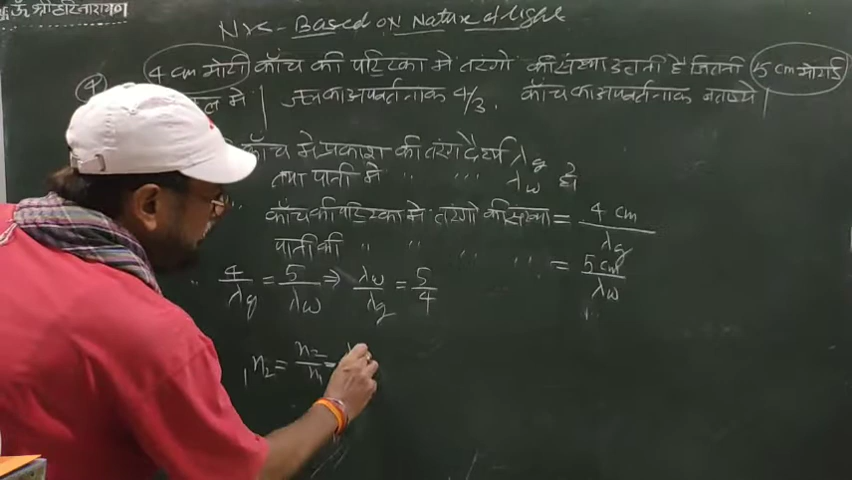 ॐ श्री हरिनारायण
NXs - Based on Nature of light
4 cm मोटी काँच की पट्टिका मे तरंगो की संख्या उतनी है जितनी 5 cm मोटाई
जल मे | जल का अपवर्तनांक 4/3. काँच का अपवर्तनांक बताइये |
काँच मे प्रकाश की तरंग दैर्ध्य λg
तथा पानी मे " " λw है
काँच की पट्टिका मे तरंगो की संख्या = 4 cm / λg
पानी की " " " " = 5 cm / λw
4/λg = 5/λw ⇒ λw/λg = 5/4
₁n₂ = n₂/n₁ =